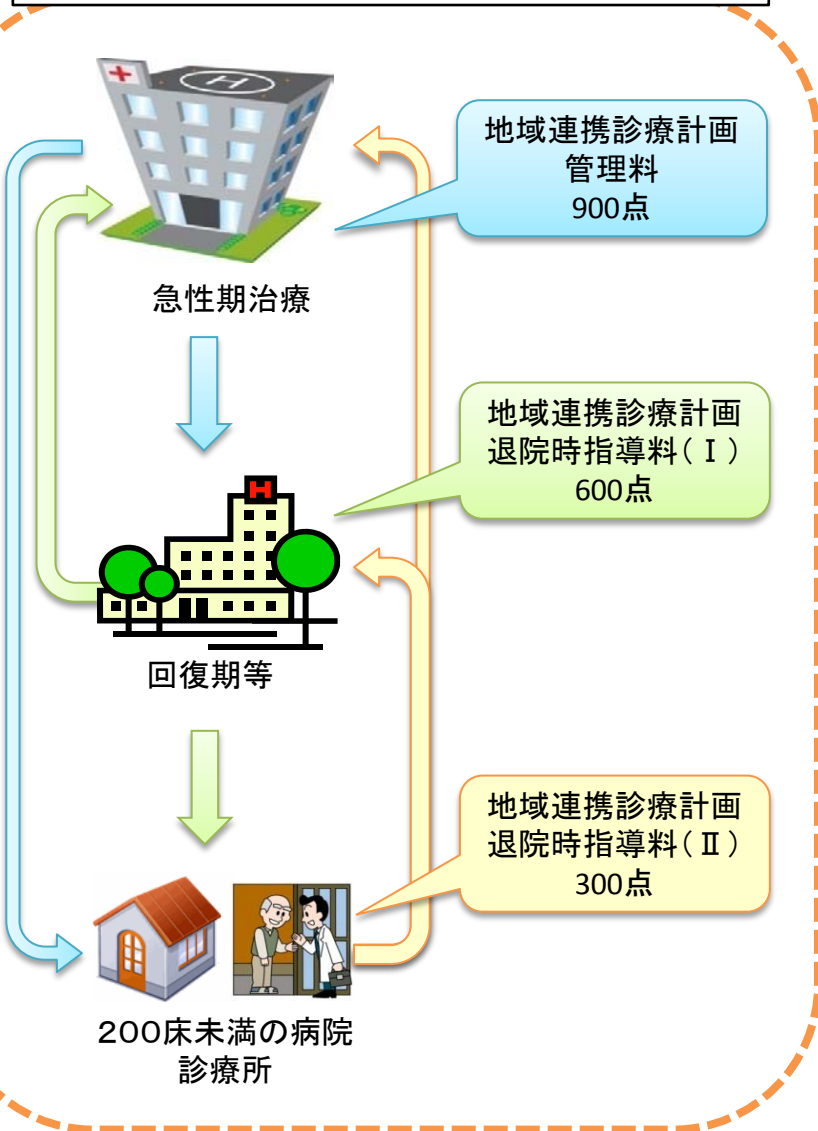 地域連携診療計画
管理料
900点
急性期治療
地域連携診療計画
退院時指導料(Ⅰ)
600点
H
回復期等
地域連携診療計画
退院時指導料(Ⅱ)
300点
200床未満の病院
診療所